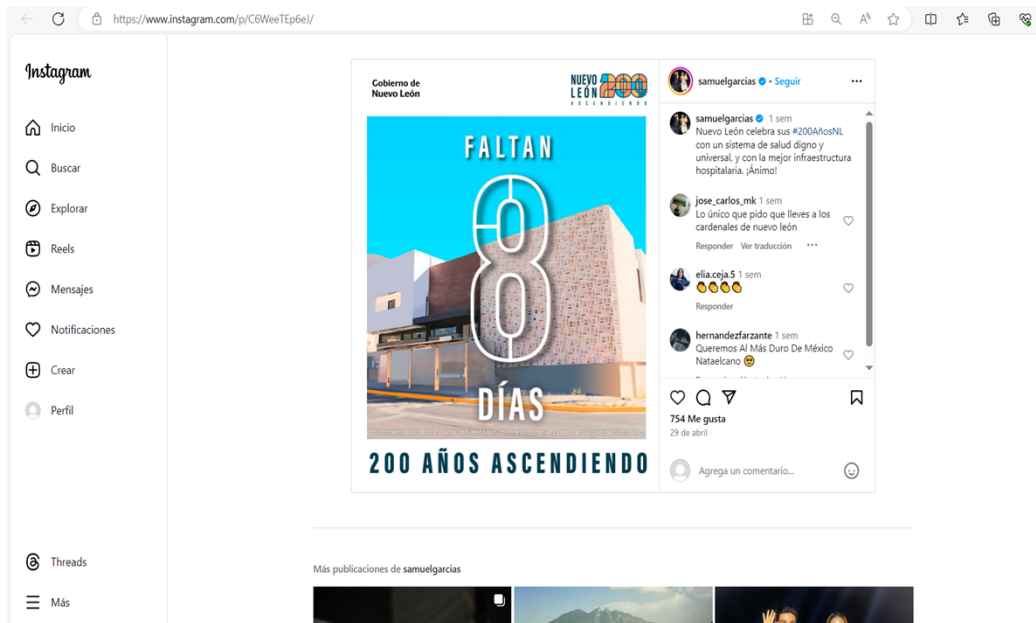 https://www.instagram.com/p/C6WeeTEp6eJ/
Instagram
Inicio
Buscar
Explorar
Reels
Mensajes
Notificaciones
Crear
Perfil
Threads
Más
Gobierno de
Nuevo León
NUEVO
LEÓN 200
ASCENDIENDO
FALTAN
8
DÍAS
200 AÑOS ASCENDIENDO
samuelgarcias • Seguir
samuelgarcias 1 sem
Nuevo León celebra sus #200AñosNL
con un sistema de salud digno y
universal, y con la mejor infraestructura
hospitalaria. ¡Ánimo!
jose_carlos_mk 1 sem
Lo único que pido que lleves a los
cardenales de nuevo león
Responder Ver traducción
elia.ceja.5 1 sem
👏👏👏👏
Responder
hernandezfarzante 1 sem
Queremos Al Más Duro De México
Nataelcano 🥺
754 Me gusta
29 de abril
Agrega un comentario...
Más publicaciones de samuelgarcias